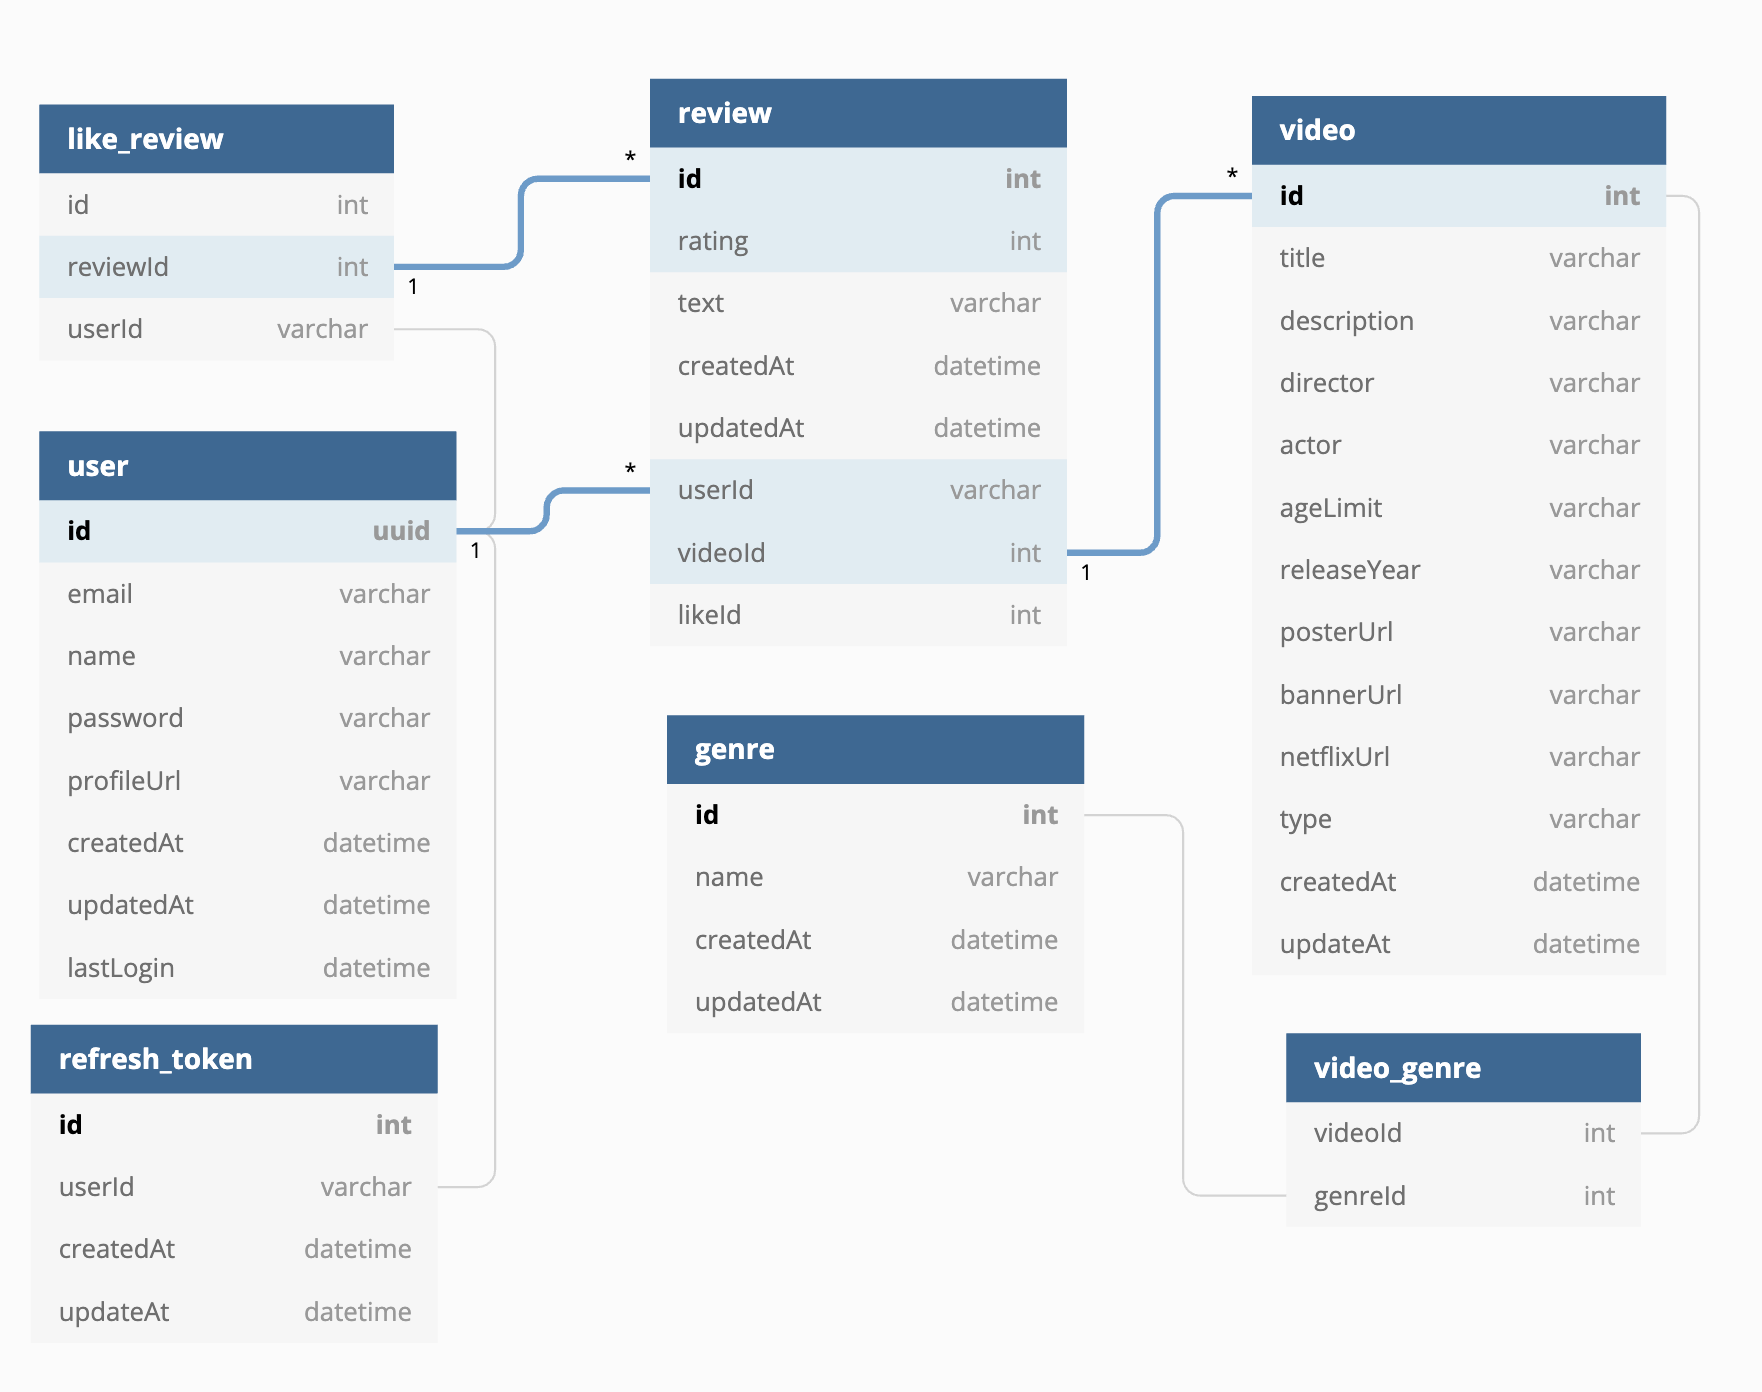 like_review
id int
reviewId int
1
userId varchar
user
id uuid
1
email varchar
name varchar
password varchar
profileUrl varchar
createdAt datetime
updatedAt datetime
lastLogin datetime
refresh_token
id int
userId varchar
createdAt datetime
updateAt datetime
review
*
id int
rating int
text varchar
createdAt datetime
updatedAt datetime
*
userId varchar
videoId int
1
likeId int
genre
id int
name varchar
createdAt datetime
updatedAt datetime
video
*
id int
title varchar
description varchar
director varchar
actor varchar
ageLimit varchar
releaseYear varchar
posterUrl varchar
bannerUrl varchar
netflixUrl varchar
type varchar
createdAt datetime
updateAt datetime
video_genre
videoId int
genreId int